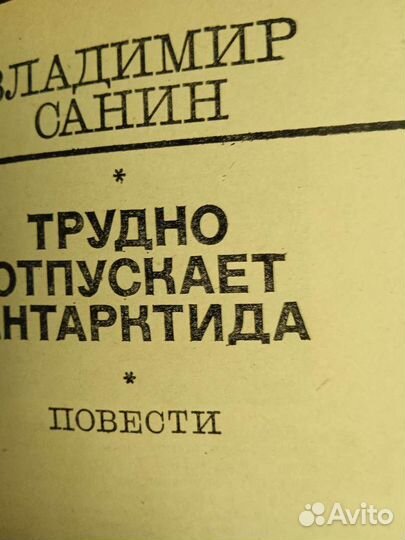 ВЛАДИМИР
САНИН
*
ТРУДНО
ОТПУСКАЕТ
АНТАРКТИДА
*
ПОВЕСТИ
Avito